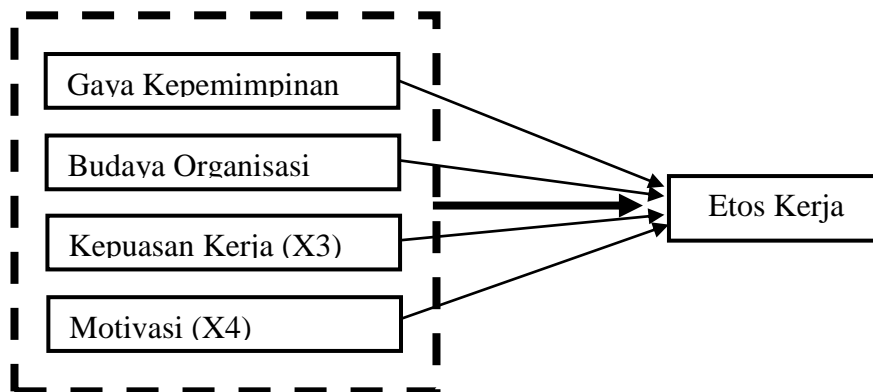 Gaya Kepemimpinan
Budaya Organisasi
Kepuasan Kerja (X3)
Motivasi (X4)
Etos Kerja